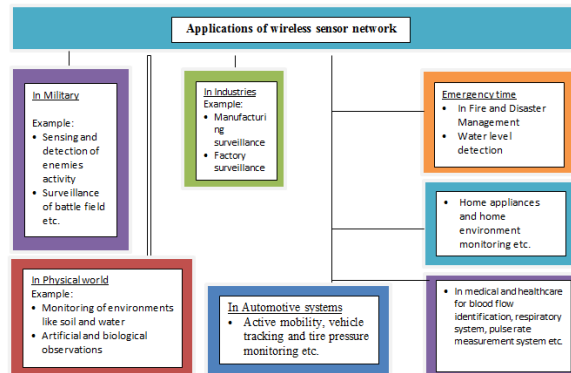 Applications of wireless sensor network
In Military
Example:
• Sensing and
detection of
enemies
activity
• Surveillance
of battle field
etc.
In Industries
Example:
• Manufacturi
ng
surveillance
• Factory
surveillance
Emergency time
• In Fire and Disaster
Management
• Water level
detection
• Home appliances
and home
environment
monitoring etc.
In Physical world
Example:
• Monitoring of environments
like soil and water
• Artificial and biological
observations
In Automotive systems
• Active mobility, vehicle
tracking and tire pressure
monitoring etc.
• In medical and healthcare
for blood flow
identification, respiratory
system, pulse rate
measurement system etc.